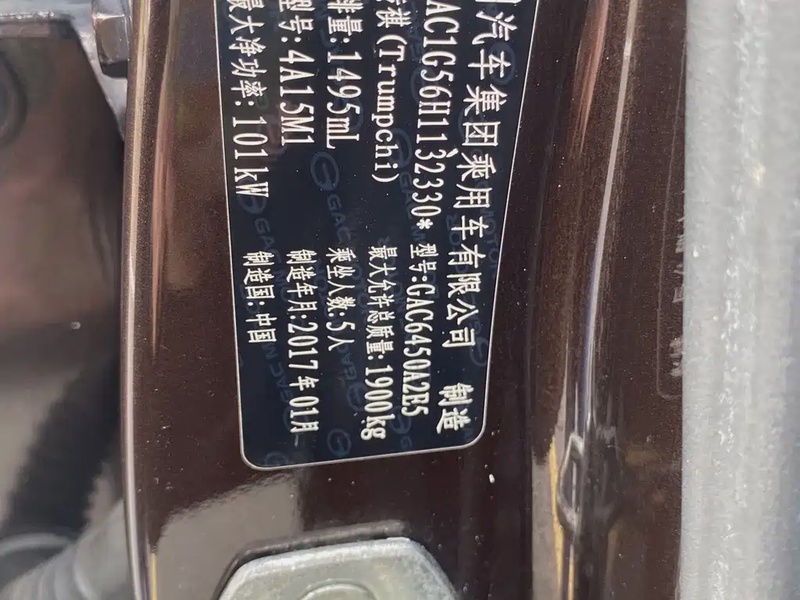 汽车集团乘用车有限公司 制造
AC1G56H1132330* 型号:GAC6450A2E5
祺(Trumpchi) 最大允许总质量:1900kg
排量:1495mL 乘坐人数:5人
型号:4A15M1 制造年月:2017年01月
最大净功率:101kW 制造国:中国